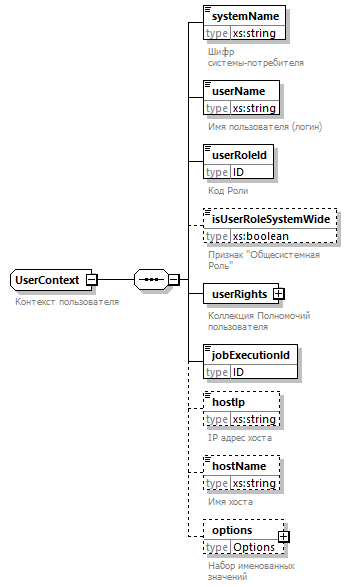 systemName
type xs:string
Шифр
системы-потребителя
userName
type xs:string
Имя пользователя (логин)
userRoleId
type ID
Код Роли
isUserRoleSystemWide
type xs:boolean
Признак "Общесистемная
Роль"
UserContext
Контекст пользователя
userRights
Коллекция Полномочий
пользователя
jobExecutionId
type ID
hostIp
type xs:string
IP адрес хоста
hostName
type xs:string
Имя хоста
options
type Options
Набор именованных
значений